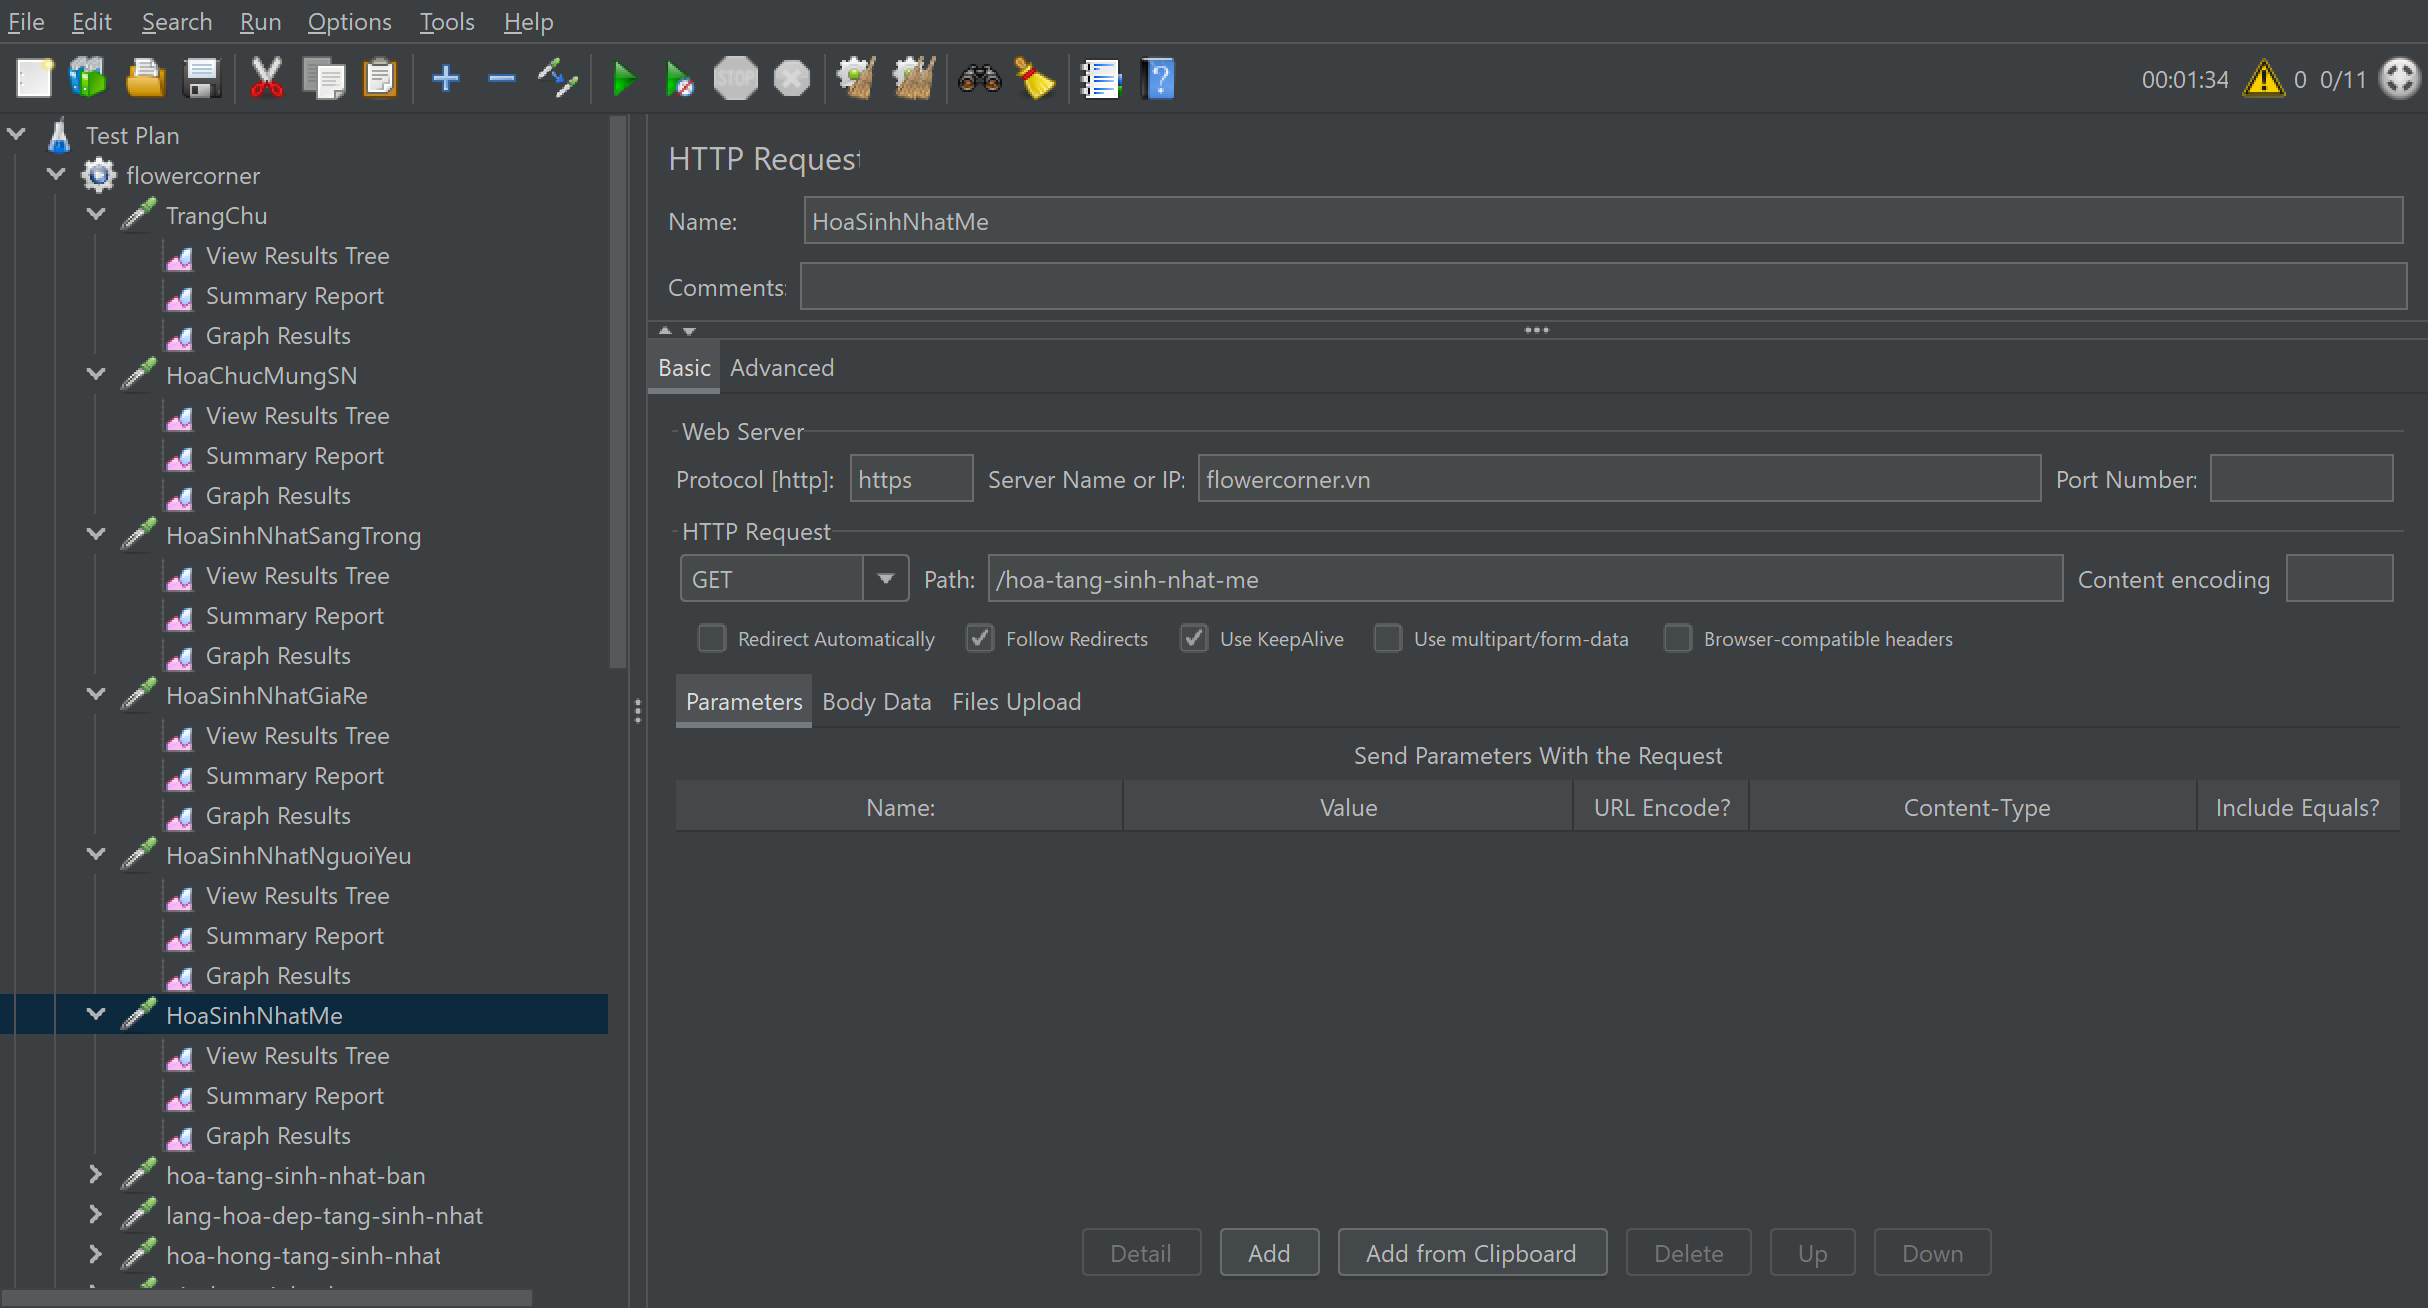 File Edit Search Run Options Tools Help
STOP
00:01:34 0 0/11
Test Plan
flowercorner
TrangChu
View Results Tree
Summary Report
Graph Results
HoaChucMungSN
View Results Tree
Summary Report
Graph Results
HoaSinhNhatSangTrong
View Results Tree
Summary Report
Graph Results
HoaSinhNhatGiaRe
View Results Tree
Summary Report
Graph Results
HoaSinhNhatNguoiYeu
View Results Tree
Summary Report
Graph Results
HoaSinhNhatMe
View Results Tree
Summary Report
Graph Results
hoa-tang-sinh-nhat-ban
lang-hoa-dep-tang-sinh-nhat
hoa-hong-tang-sinh-nhat
HTTP Request
Name: HoaSinhNhatMe
Comments:
Basic Advanced
Web Server
Protocol [http]: https Server Name or IP: flowercorner.vn Port Number:
HTTP Request
GET Path: /hoa-tang-sinh-nhat-me Content encoding
Redirect Automatically Follow Redirects Use KeepAlive Use multipart/form-data Browser-compatible headers
Parameters Body Data Files Upload
Send Parameters With the Request
Name: Value URL Encode? Content-Type Include Equals?
Detail Add Add from Clipboard Delete Up Down